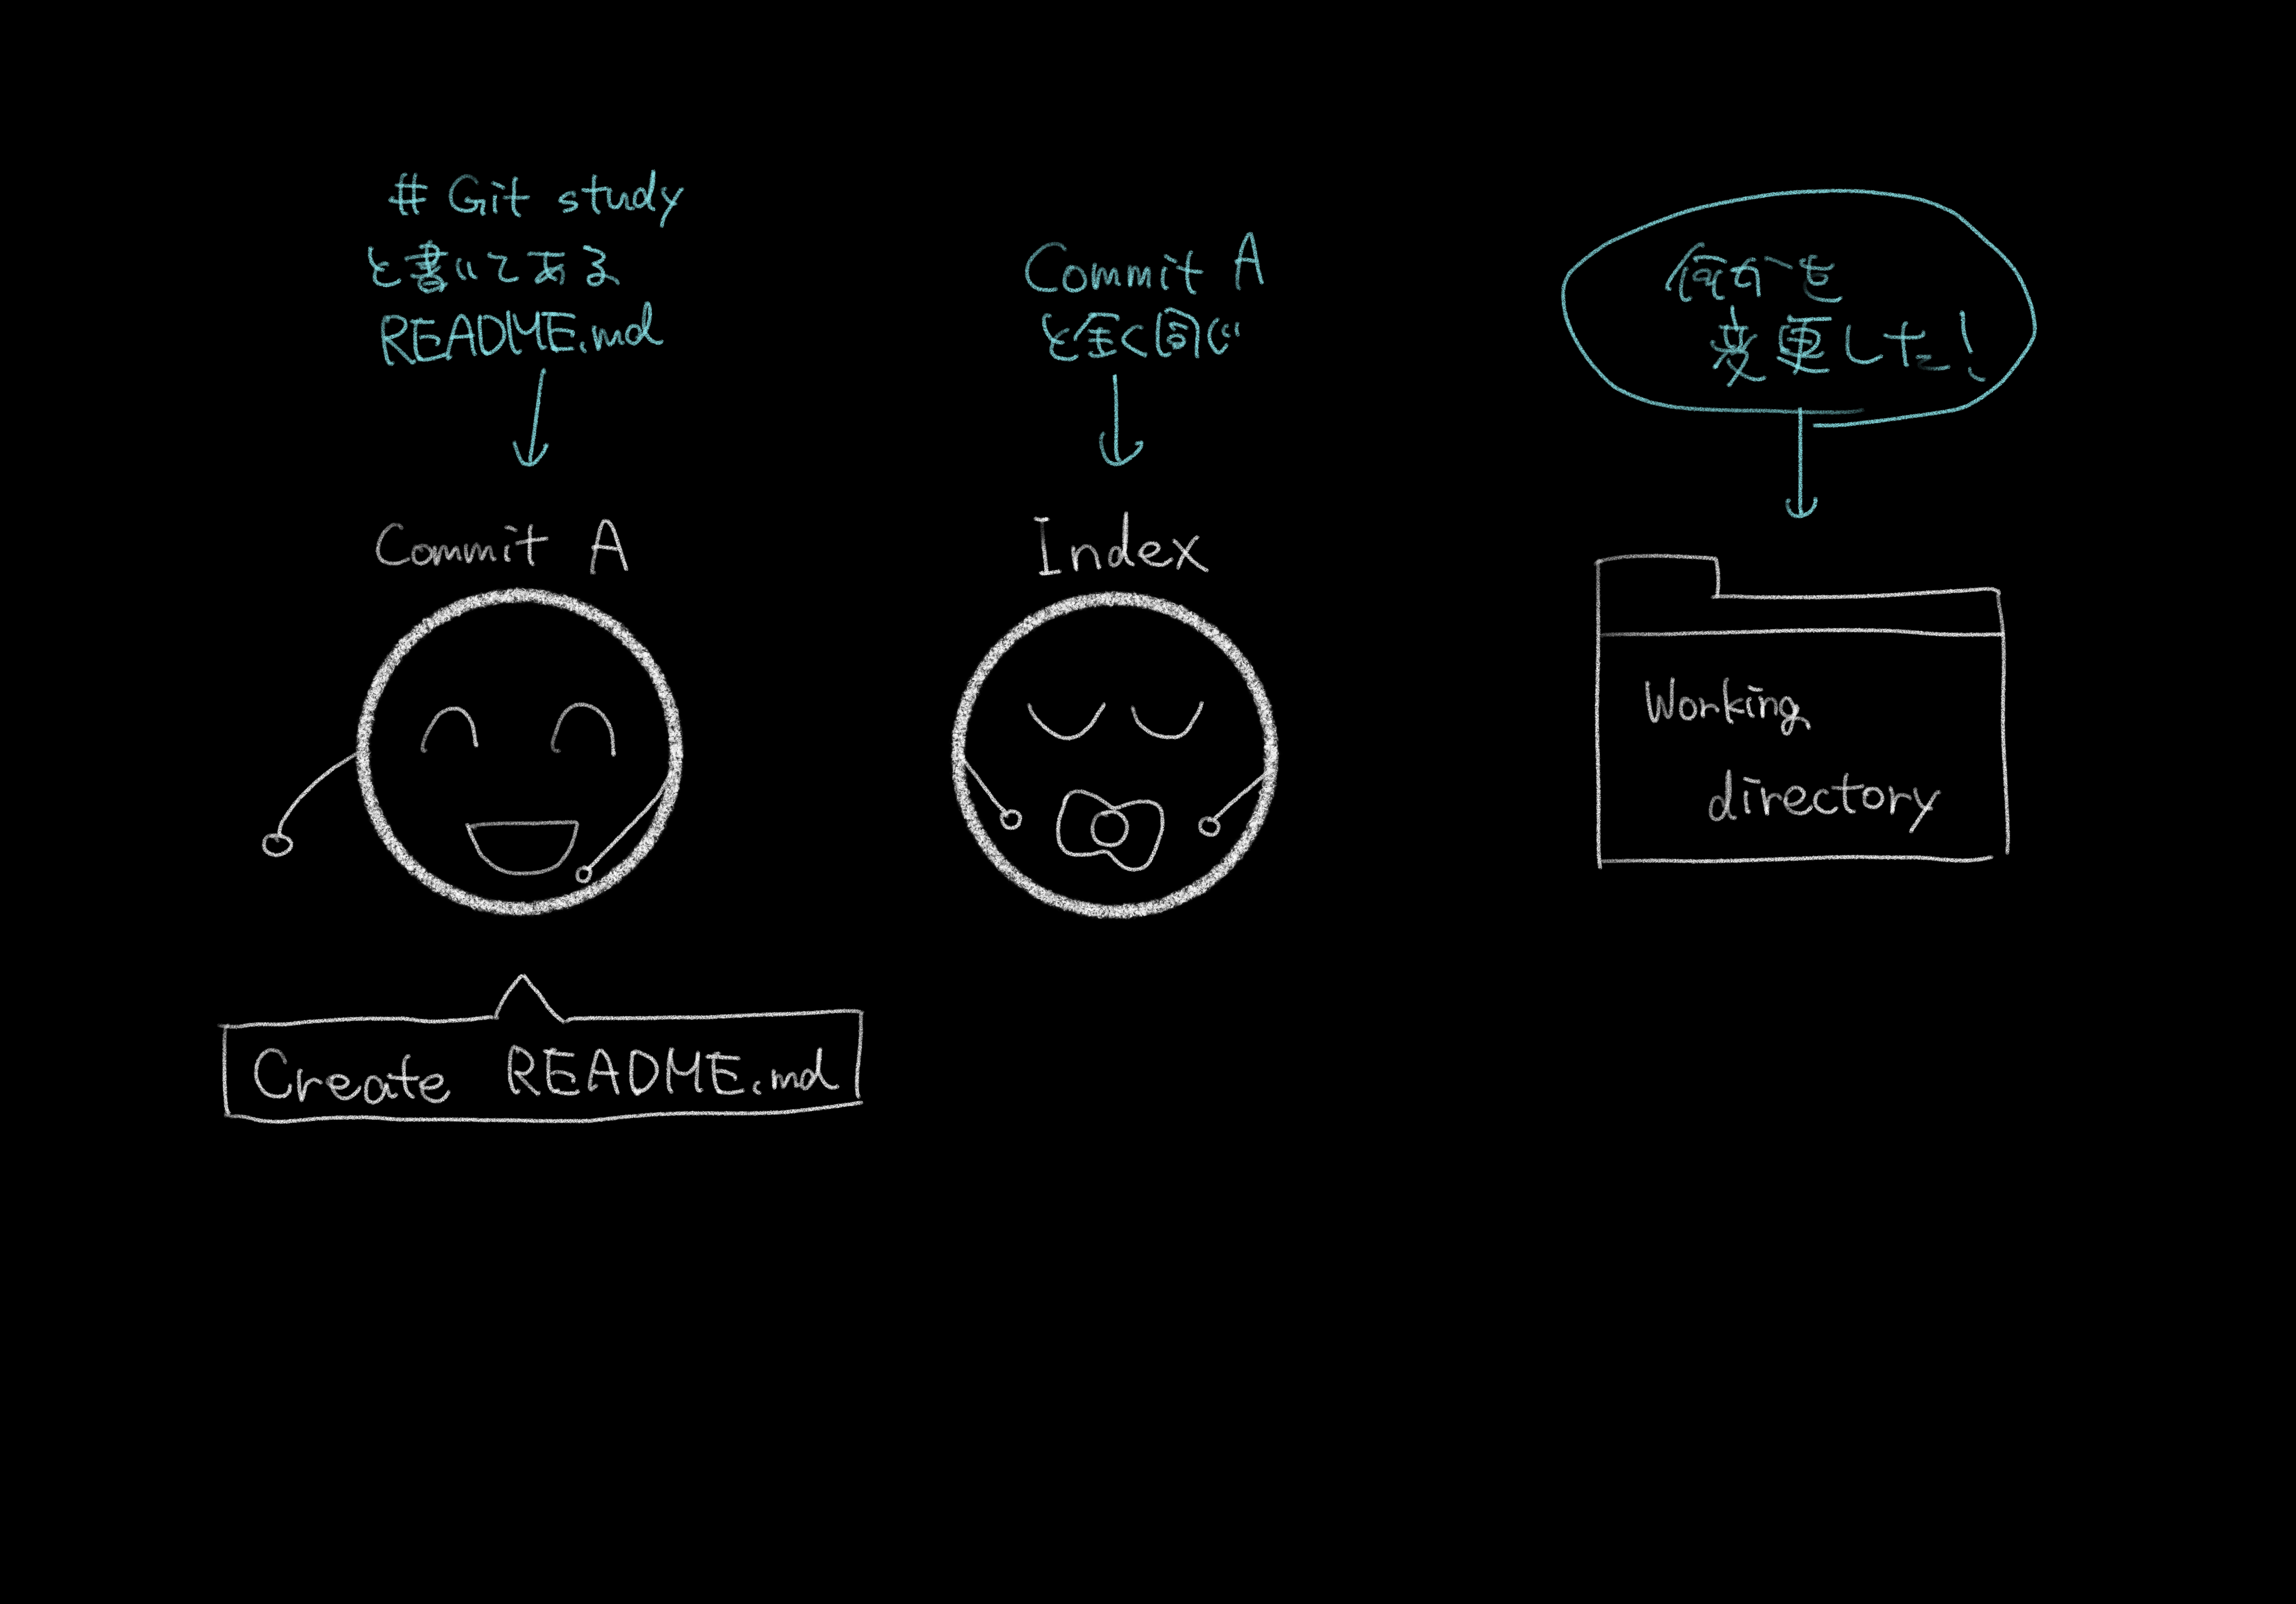 # Git study
と書いてある
README.md
Commit A
と全く同じ
何かを
変更した!
Commit A
Index
Working
directory
Create README.md